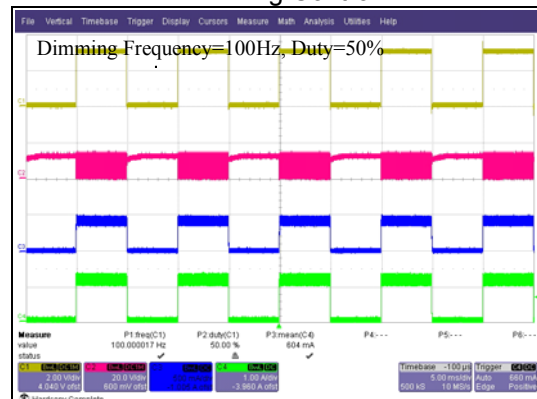 File Vertical Timebase Trigger Display Cursors Measure Math Analysis Utilities Help
Dimming Frequency=100Hz, Duty=50%
C1
C2
C3
C4
Measure P1:freq(C1) P2:duty(C1) P3:mean(C4) P4:- - - P5:- - - P6:- - -
value 100.000017 Hz 50.00 % 604 mA
status
C1 C2 C4 Timebase -100 µs Trigger
2.00 V/div 20.0 V/div 1.00 A/div 5.00 ms/div Auto 660 mA
4.040 V ofst 600 mV ofst -3.960 A ofst 500 kS 10 MS/s Edge Positive